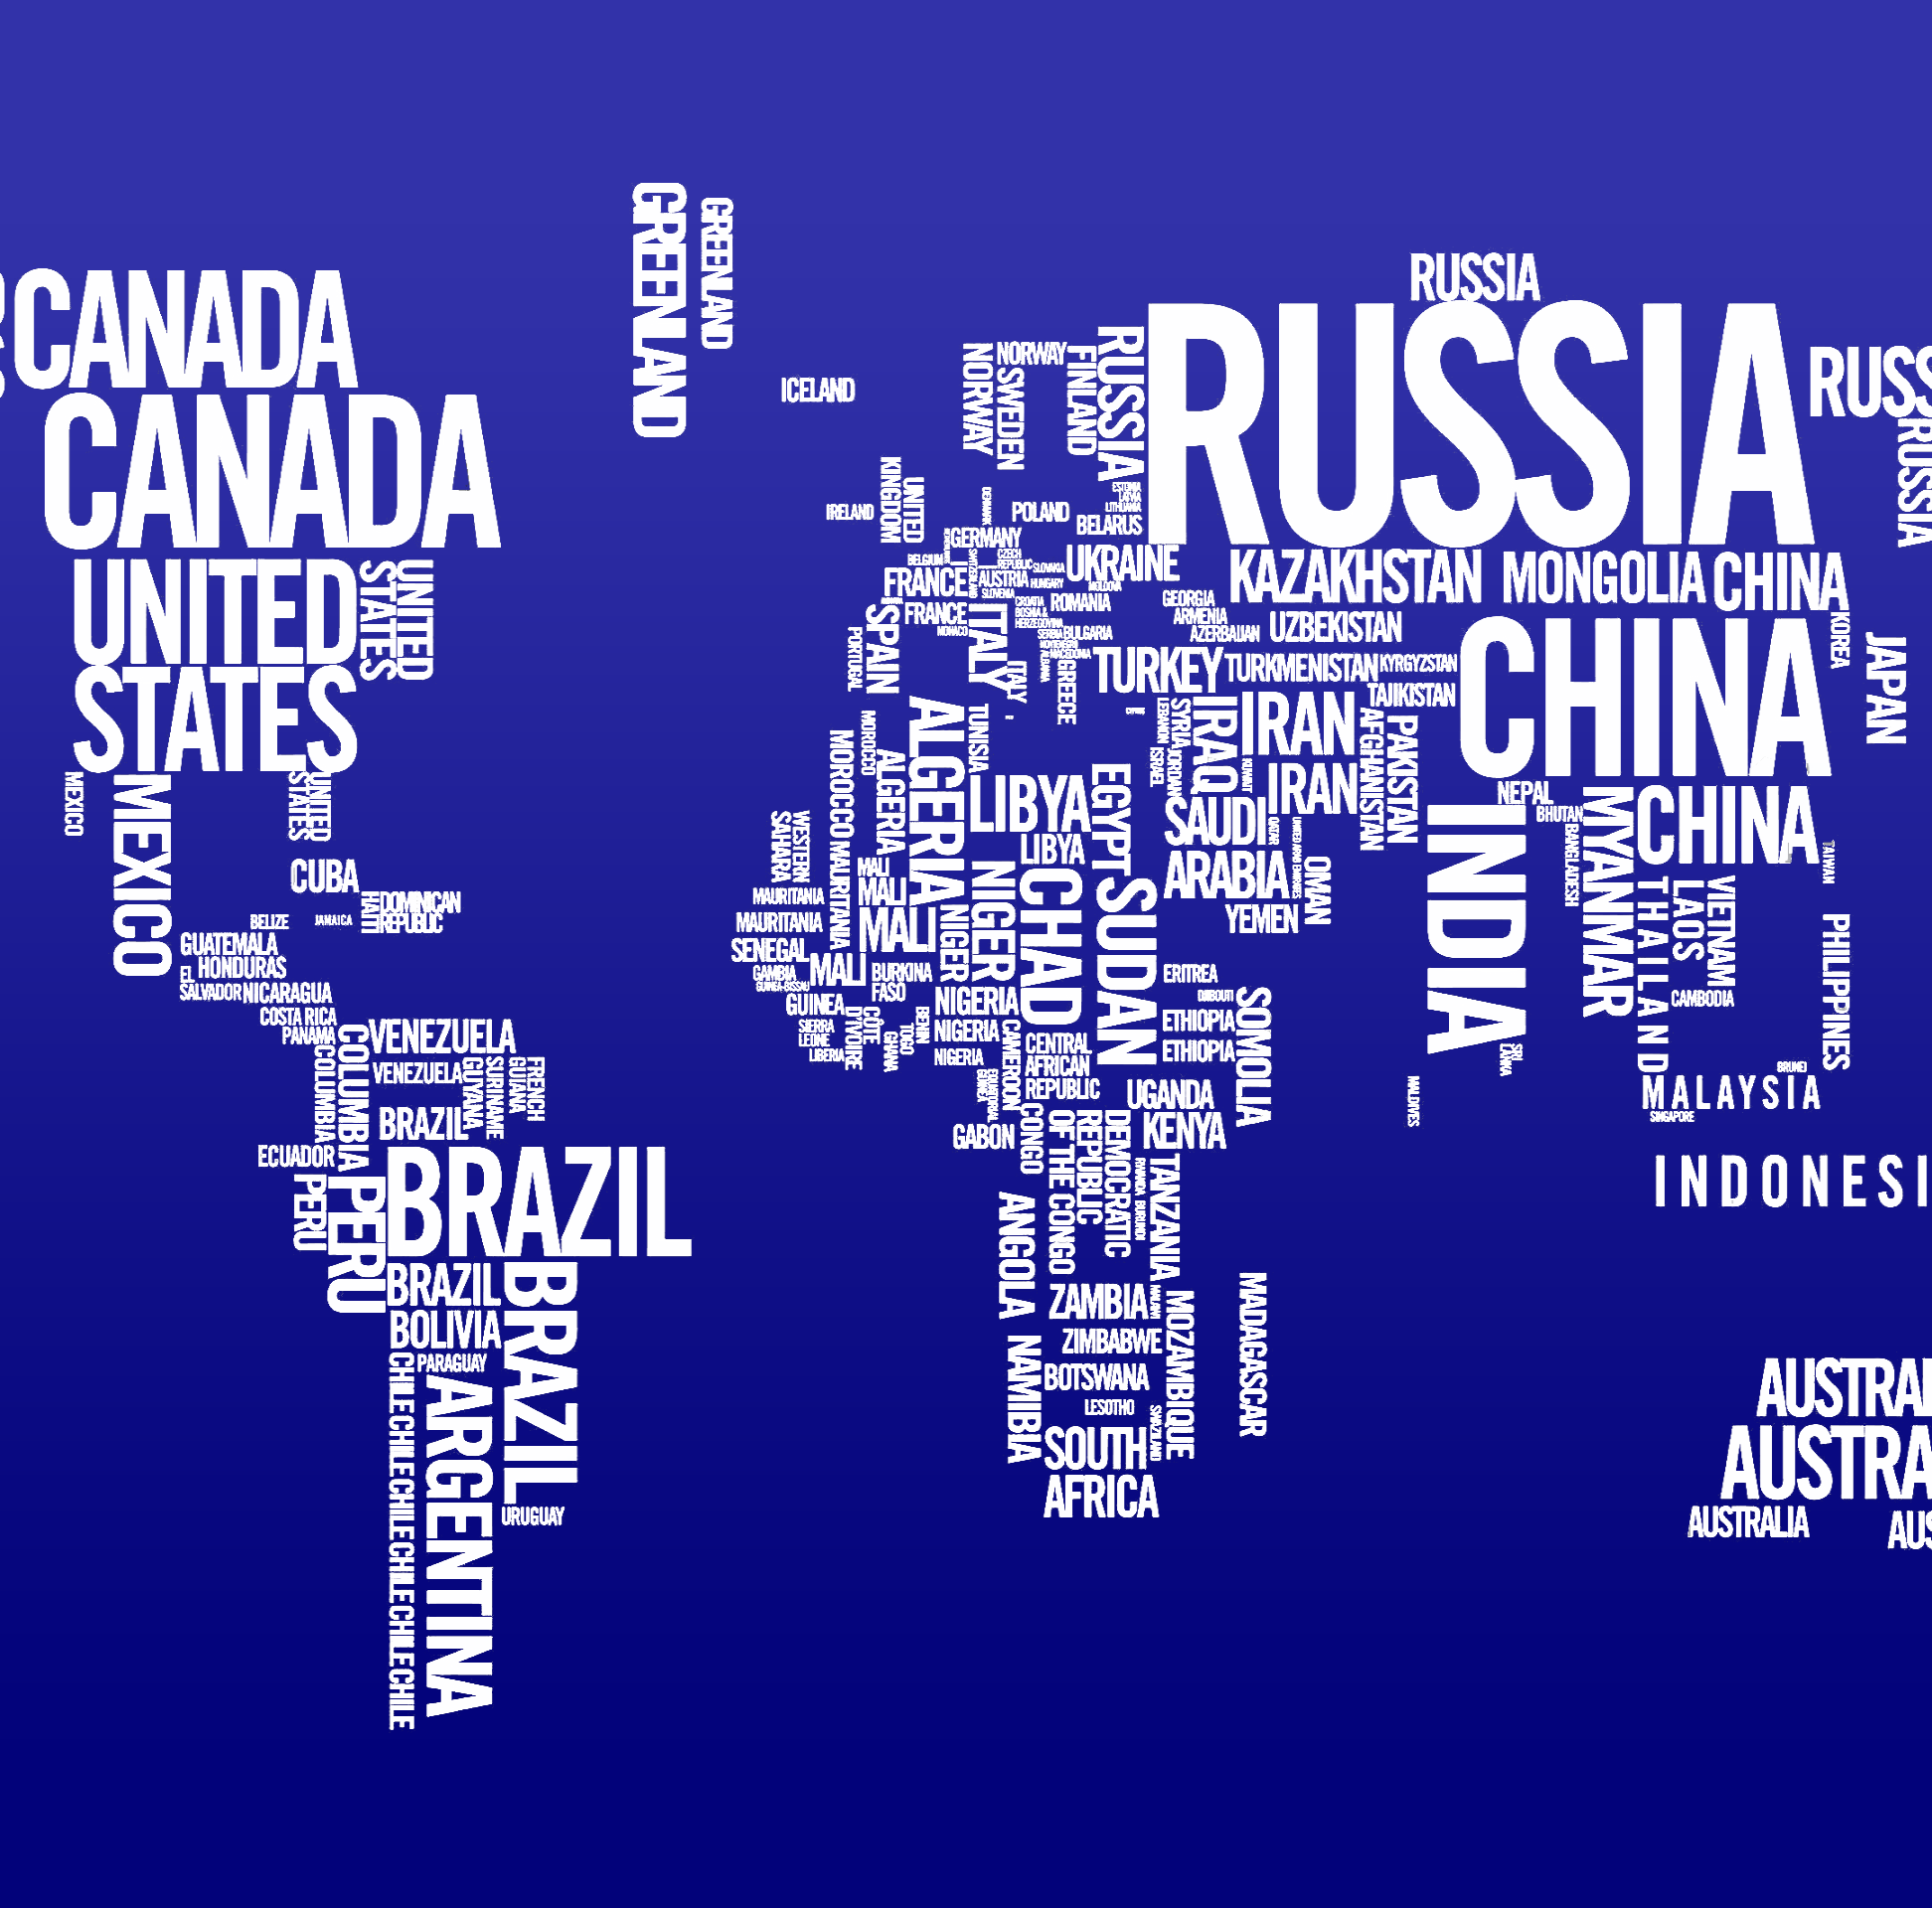 GREENLAND
GREENLAND
CANADA
CANADA
UNITED
STATES
UNITED
STATES
MEXICO
MEXICO
UNITED
STATES
CUBA
HAITI
DOMINICAN
REPUBLIC
BELIZE
JAMAICA
GUATEMALA
HONDURAS
EL
SALVADOR
NICARAGUA
COSTA RICA
PANAMA
COLUMBIA
COLUMBIA
VENEZUELA
VENEZUELA
GUYANA
SURINAME
FRENCH
GUIANA
BRAZIL
ECUADOR
PERU
PERU
BRAZIL
BRAZIL
BRAZIL
BOLIVIA
PARAGUAY
CHILE CHILE CHILE CHILE CHILE CHILE
ARGENTINA
URUGUAY
ICELAND
NORWAY
NORWAY
SWEDEN
FINLAND
RUSSIA
RUSSIA
RUSSIA
RUSS
RUSSIA
ESTONIA
LATVIA
LITHUANIA
UNITED
KINGDOM
IRELAND
DENMARK
POLAND
BELARUS
GERMANY
BELGIUM
SWITZERLAND
CZECH
REPUBLIC
SLOVAKIA
UKRAINE
MOLDOVA
FRANCE
AUSTRIA
HUNGARY
SLOVENIA
FRANCE
MONACO
CROATIA
ROMANIA
BOSNIA &
HERZEGOVINA
SERBIA
BULGARIA
MACEDONIA
ALBANIA
SPAIN
PORTUGAL
ITALY
ITALY
GREECE
TURKEY
CYPRUS
GEORGIA
ARMENIA
AZERBAIJAN
KAZAKHSTAN
MONGOLIA
CHINA
UZBEKISTAN
TURKMENISTAN
KYRGYZSTAN
TAJIKISTAN
CHINA
KOREA
JAPAN
LEBANON
SYRIA
ISRAEL
JORDAN
IRAQ
IRAN
IRAN
KUWAIT
AFGHANISTAN
PAKISTAN
SAUDI
ARABIA
QATAR
UNITED ARAB EMIRATES
OMAN
YEMEN
INDIA
NEPAL
BHUTAN
BANGLADESH
MYANMAR
CHINA
TAIWAN
THAILAND
LAOS
VIETNAM
CAMBODIA
PHILIPPINES
SRI
LANKA
MALDIVES
BRUNEI
MALAYSIA
SINGAPORE
INDONESI
MOROCCO
MOROCCO
ALGERIA
ALGERIA
TUNISIA
LIBYA
LIBYA
EGYPT
WESTERN
SAHARA
MAURITANIA
MAURITANIA
MAURITANIA
MALI
MALI
MALI
MALI
NIGER
NIGER
CHAD
SUDAN
SENEGAL
GAMBIA
GUINEA-BISSAU
GUINEA
SIERRA
LEONE
LIBERIA
BURKINA
FASO
CÔTE
D'IVOIRE
GHANA
TOGO
BENIN
NIGERIA
NIGERIA
NIGERIA
CAMEROON
EQUATORIAL
GUINEA
CENTRAL
AFRICAN
REPUBLIC
ERITREA
DJIBOUTI
ETHIOPIA
ETHIOPIA
SOMOLIA
UGANDA
KENYA
GABON
CONGO
DEMOCRATIC
REPUBLIC
OF THE CONGO
RWANDA
BURUNDI
TANZANIA
ANGOLA
ZAMBIA
MALAWI
MOZAMBIQUE
ZIMBABWE
NAMIBIA
BOTSWANA
LESOTHO
SWAZILAND
SOUTH
AFRICA
MADAGASCAR
AUSTRAL
AUSTRA
AUSTRALIA
AUS